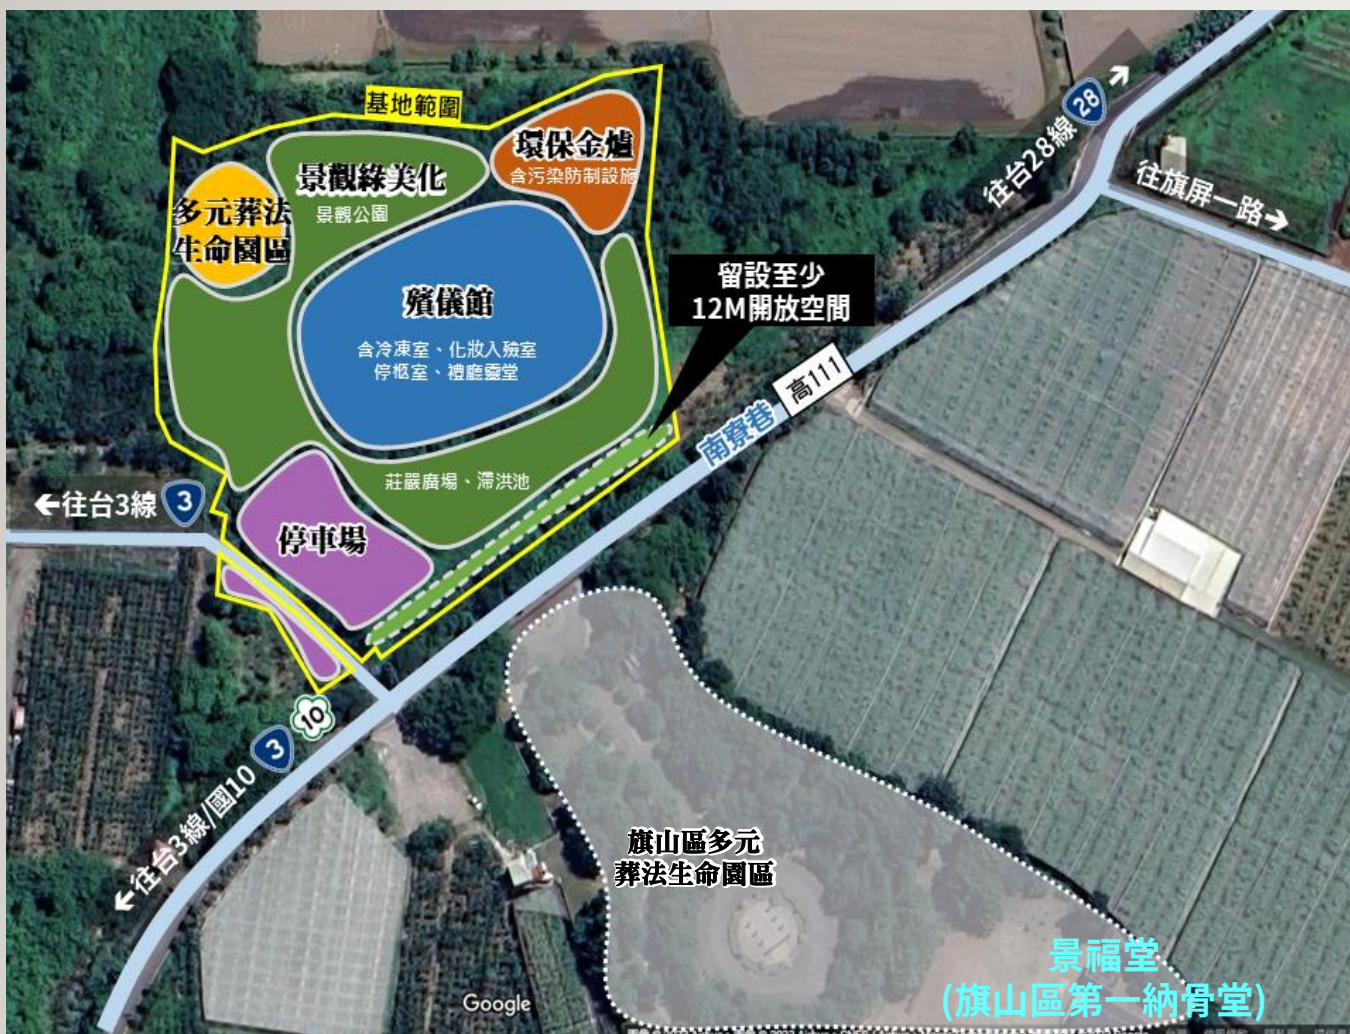 基地範圍
環保金爐
含污染防制設施
景觀綠美化
景觀公園
多元葬法
生命園區
28
往台28線
往旗屏一路→
留設至少
12M開放空間
殯儀館
含冷凍室、化妝入殮室
停柩室、禮廳靈堂
高111
南寮巷
莊嚴廣場、滯洪池
←往台3線 3
停車場
10
3
←往台3線/國10
旗山區多元
葬法生命園區
景福堂
(旗山區第一納骨堂)
Google